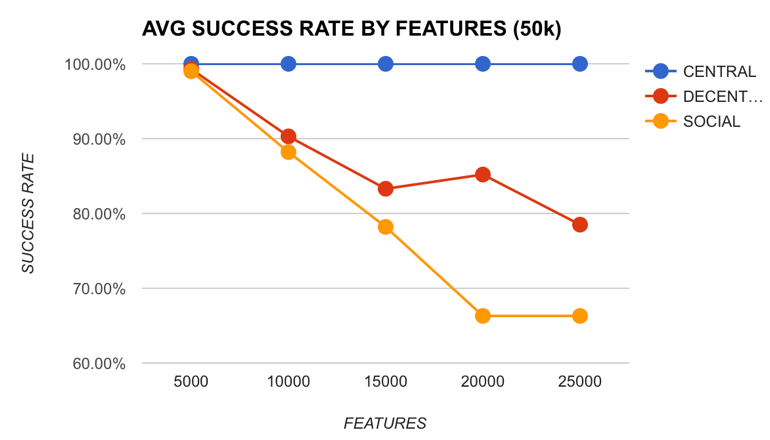 AVG SUCCESS RATE BY FEATURES (50k)
100.00%
90.00%
80.00%
70.00%
60.00%
SUCCESS RATE
5000 10000 15000 20000 25000
FEATURES
CENTRAL
DECENT…
SOCIAL